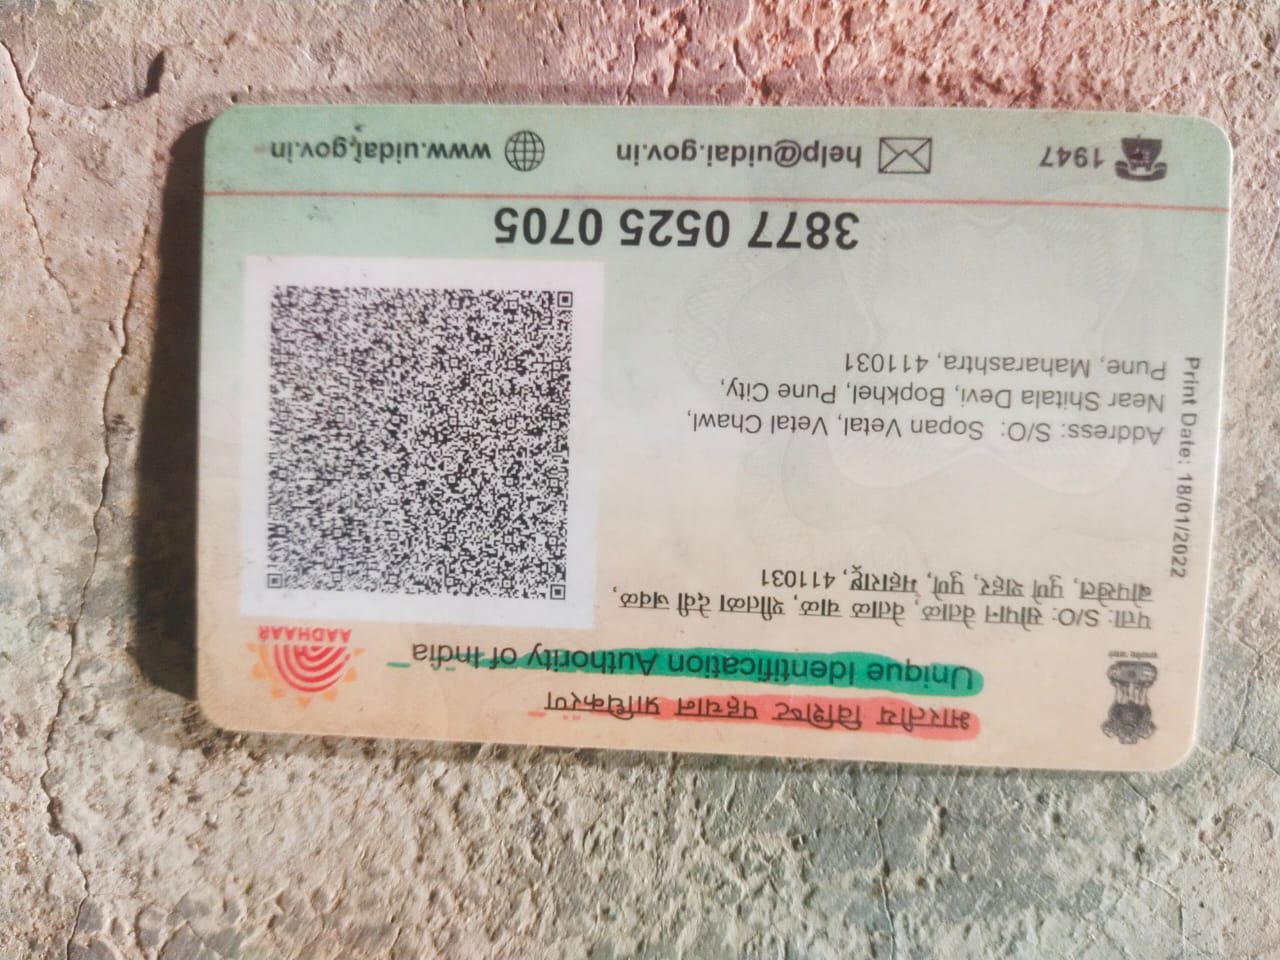 भारतीय विशिष्ट पहचान प्राधिकरण
Unique Identification Authority of India
AADHAAR
पत्ता: S/O: सोपान वेताळ, वेताळ चाळ, शीतला देवी जवळ,
बोपखेल, पुणे शहर, पुणे, महाराष्ट्र, 411031
Address: S/O: Sopan Vetal, Vetal Chawl,
Near Shitala Devi, Bopkhel, Pune City,
Pune, Maharashtra, 411031
Print Date: 18/01/2022
3877 0525 0705
1947
help@uidai.gov.in
www.uidai.gov.in